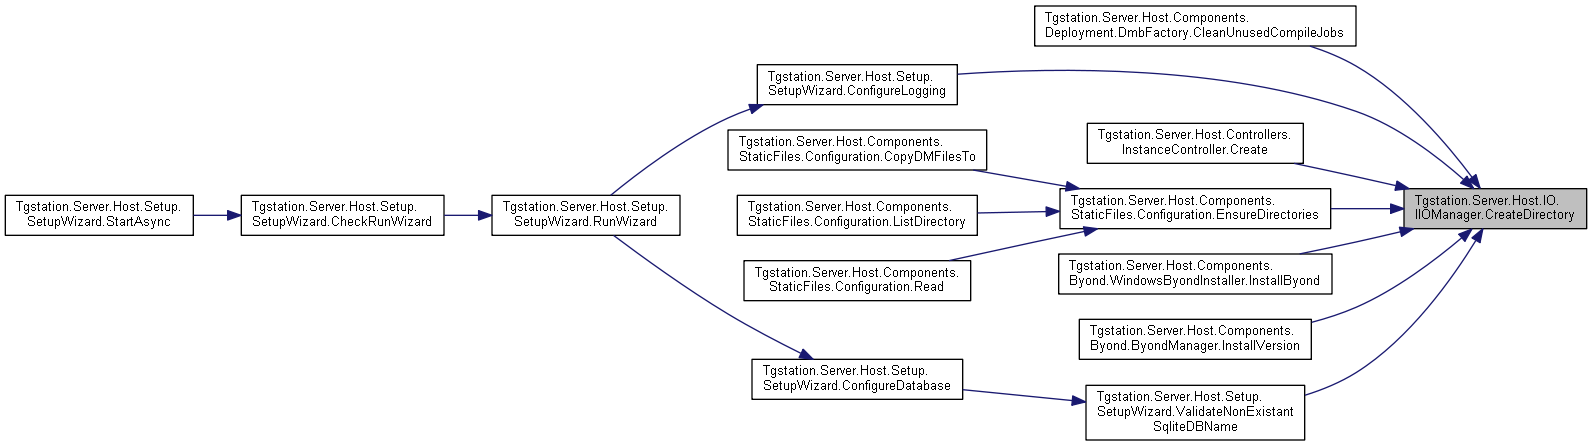 Tgstation.Server.Host.Components.
Deployment.DmbFactory.CleanUnusedCompileJobs
Tgstation.Server.Host.Setup.
SetupWizard.ConfigureLogging
Tgstation.Server.Host.Controllers.
InstanceController.Create
Tgstation.Server.Host.Components.
StaticFiles.Configuration.CopyDMFilesTo
Tgstation.Server.Host.Setup.
SetupWizard.StartAsync
Tgstation.Server.Host.Setup.
SetupWizard.CheckRunWizard
Tgstation.Server.Host.Setup.
SetupWizard.RunWizard
Tgstation.Server.Host.Components.
StaticFiles.Configuration.ListDirectory
Tgstation.Server.Host.Components.
StaticFiles.Configuration.EnsureDirectories
Tgstation.Server.Host.IO.
IIOManager.CreateDirectory
Tgstation.Server.Host.Components.
StaticFiles.Configuration.Read
Tgstation.Server.Host.Components.
Byond.WindowsByondInstaller.InstallByond
Tgstation.Server.Host.Components.
Byond.ByondManager.InstallVersion
Tgstation.Server.Host.Setup.
SetupWizard.ConfigureDatabase
Tgstation.Server.Host.Setup.
SetupWizard.ValidateNonExistant
SqliteDBName